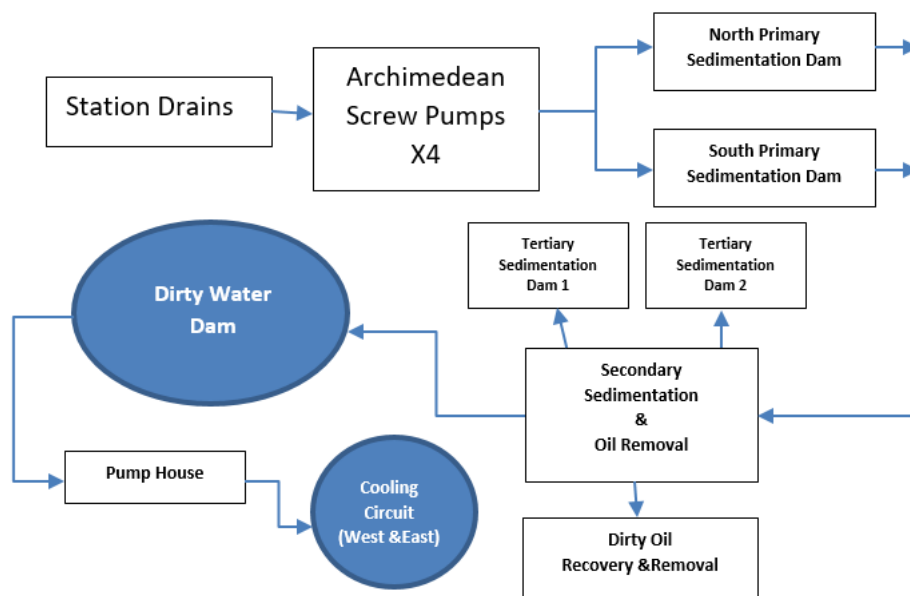 Station Drains
Archimedean
Screw Pumps
X4
North Primary
Sedimentation Dam
South Primary
Sedimentation Dam
Tertiary
Sedimentation
Dam 1
Tertiary
Sedimentation
Dam 2
Dirty Water
Dam
Secondary
Sedimentation
&
Oil Removal
Pump House
Cooling
Circuit
(West &East)
Dirty Oil
Recovery &Removal